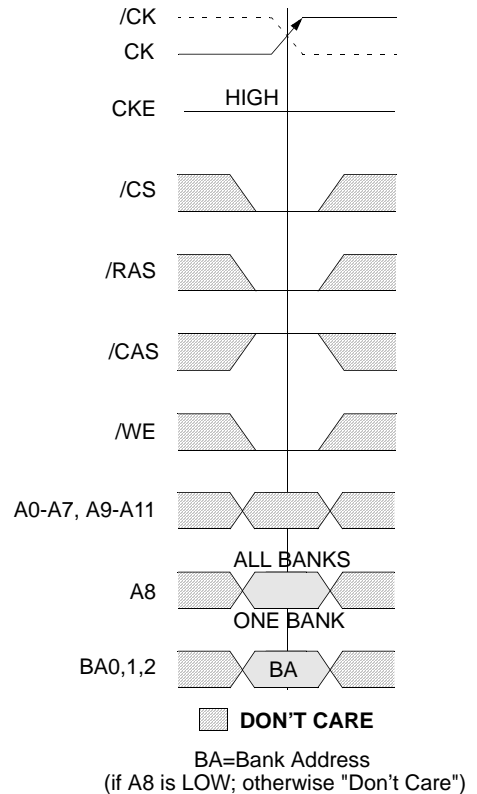 /CK
CK
CKE HIGH
/CS
/RAS
/CAS
/WE
A0-A7, A9-A11
ALL BANKS
A8
ONE BANK
BA0,1,2 BA
DON'T CARE
BA=Bank Address
(if A8 is LOW; otherwise "Don't Care")